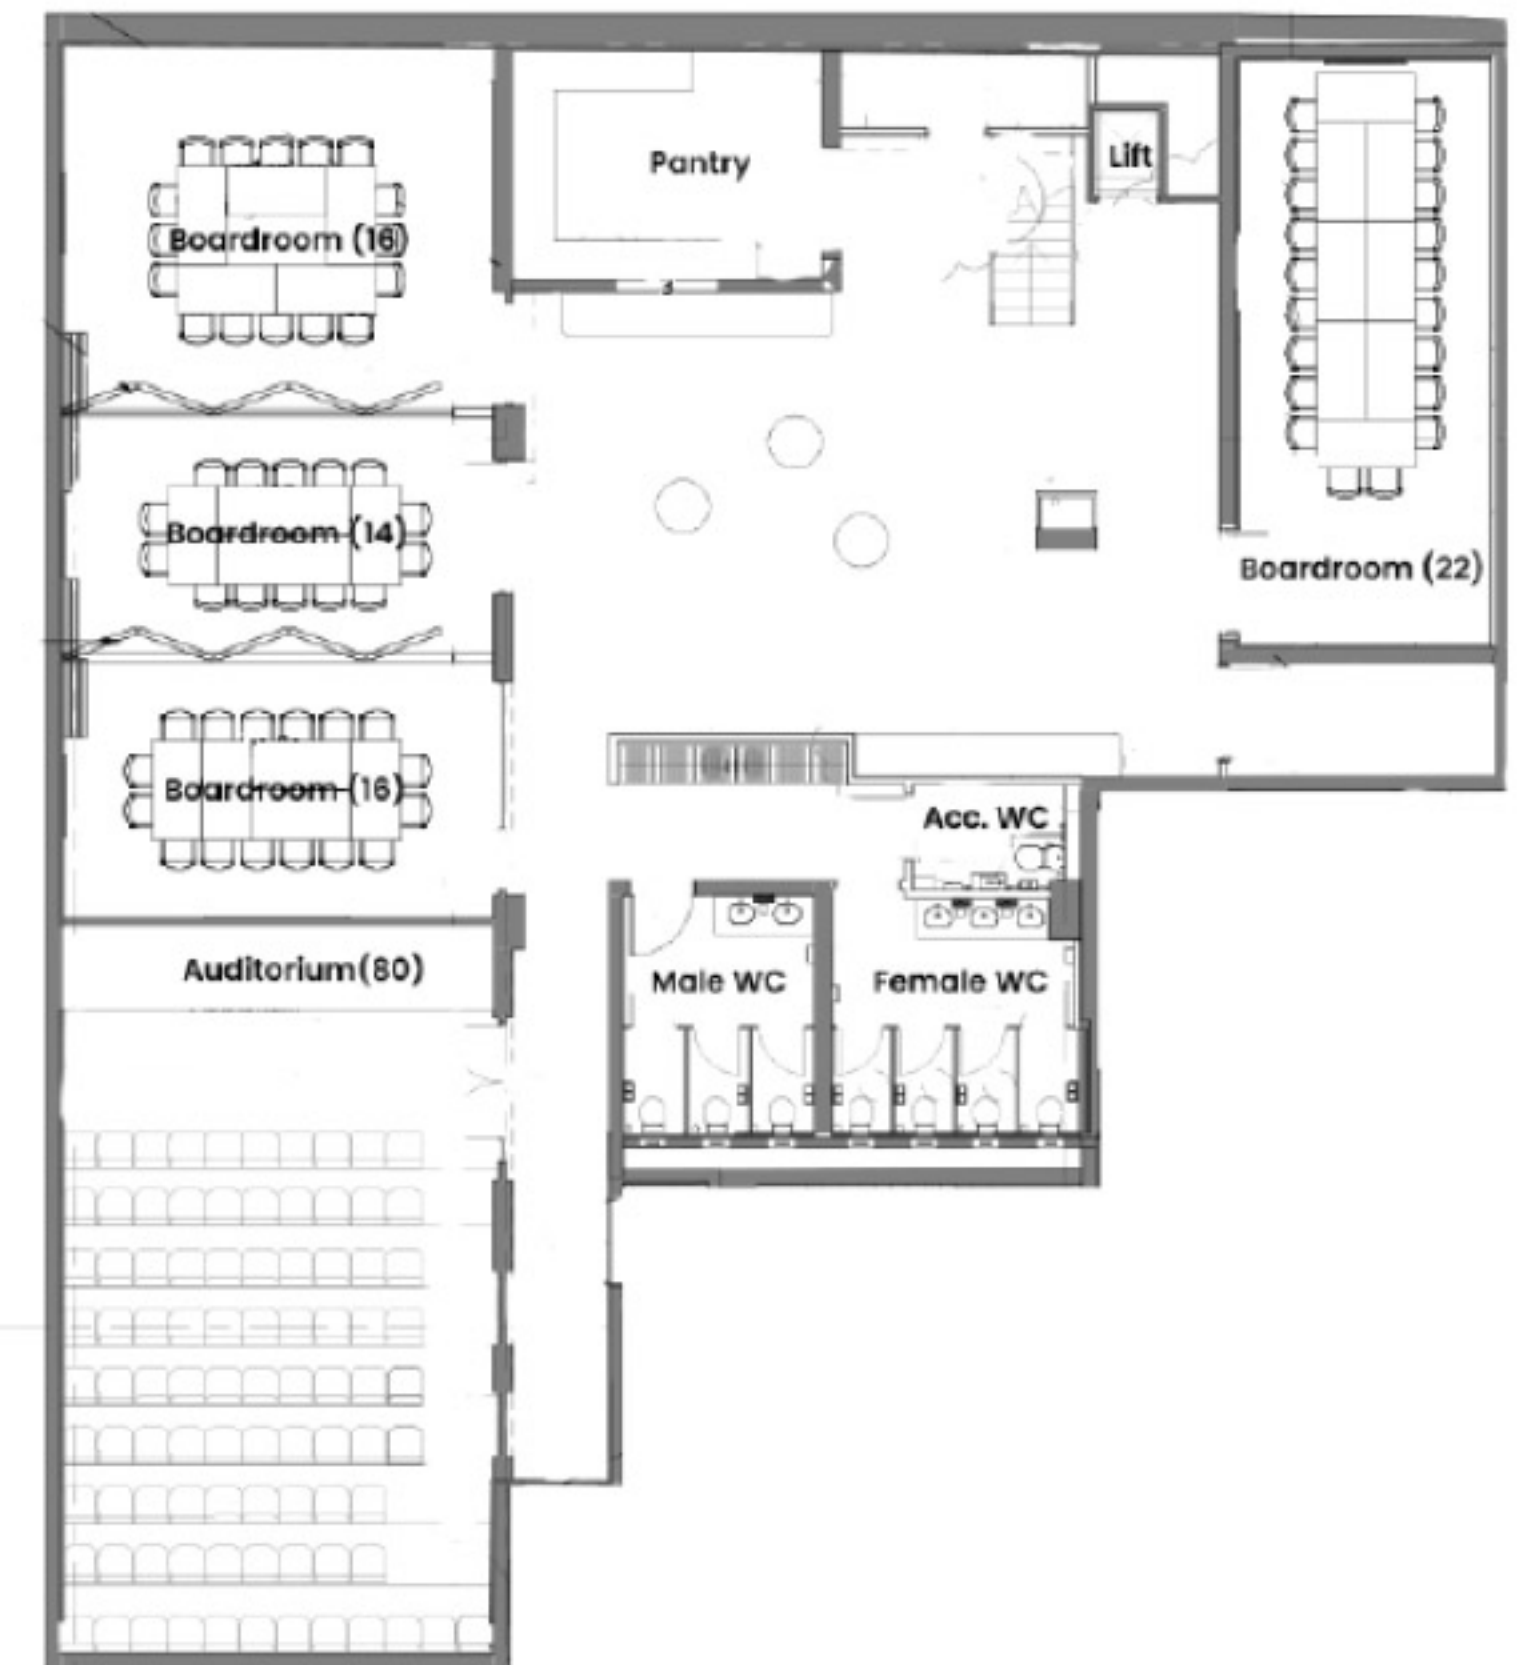 Pantry
Lift
Boardroom (16)
Boardroom (14)
Boardroom (22)
Boardroom (16)
Acc. WC
Auditorium(80)
Male WC
Female WC